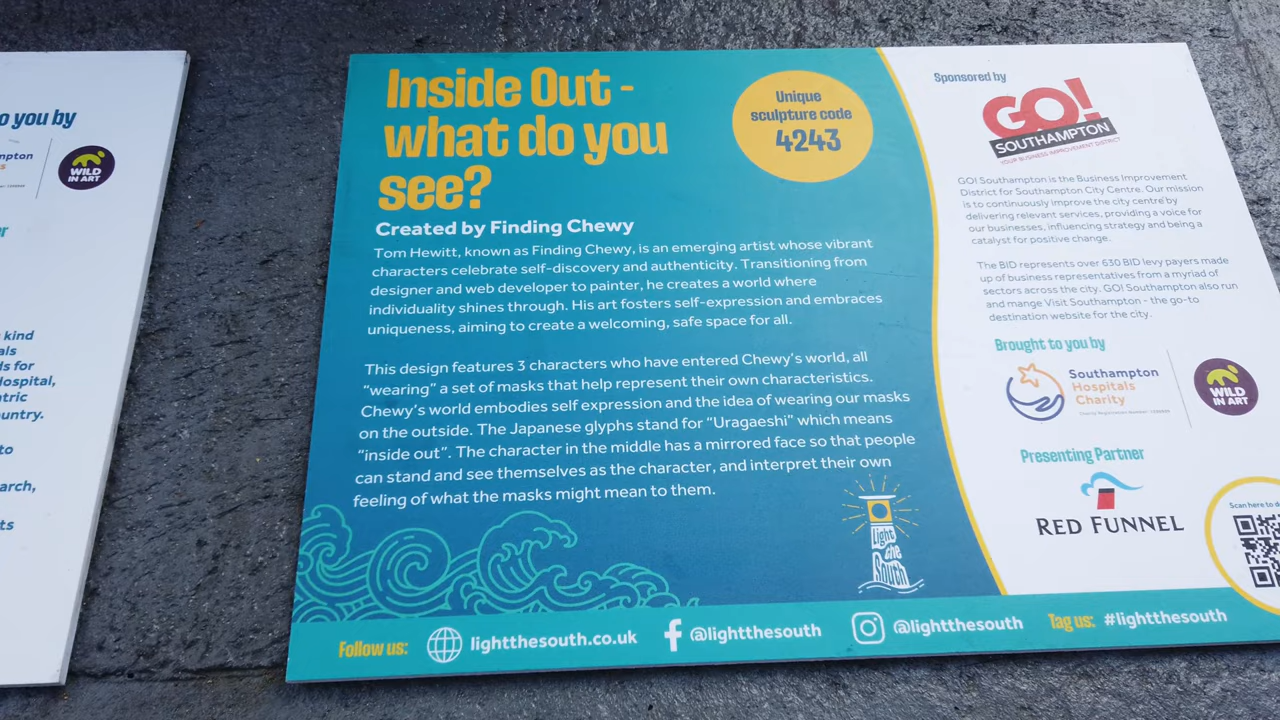 o you by
mpton
WILD
IN ART
r
kind
als
ds for
Hospital,
ntric
ountry.
to
arch,
ts
Inside Out -
what do you
see?
Created by Finding Chewy
Tom Hewitt, known as Finding Chewy, is an emerging artist whose vibrant
characters celebrate self-discovery and authenticity. Transitioning from
designer and web developer to painter, he creates a world where
individuality shines through. His art fosters self-expression and embraces
uniqueness, aiming to create a welcoming, safe space for all.
This design features 3 characters who have entered Chewy's world, all
"wearing" a set of masks that help represent their own characteristics.
Chewy's world embodies self expression and the idea of wearing our masks
on the outside. The Japanese glyphs stand for "Uragaeshi" which means
"inside out". The character in the middle has a mirrored face so that people
can stand and see themselves as the character, and interpret their own
feeling of what the masks might mean to them.
Unique
sculpture code
4243
Light
the
South
Sponsored by
GO!
SOUTHAMPTON
YOUR BUSINESS IMPROVEMENT DISTRICT
GO! Southampton is the Business Improvement
District for Southampton City Centre. Our mission
is to continuously improve the city centre by
delivering relevant services, providing a voice for
our businesses, influencing strategy and being a
catalyst for positive change.
The BID represents over 630 BID levy payers made
up of business representatives from a myriad of
sectors across the city. GO! Southampton also run
and mange Visit Southampton - the go-to
destination website for the city.
Brought to you by
Southampton
Hospitals
Charity
WILD
IN ART
Presenting Partner
RED FUNNEL
Scan here to d
Follow us: lightthesouth.co.uk @lightthesouth @lightthesouth Tag us: #lightthesouth